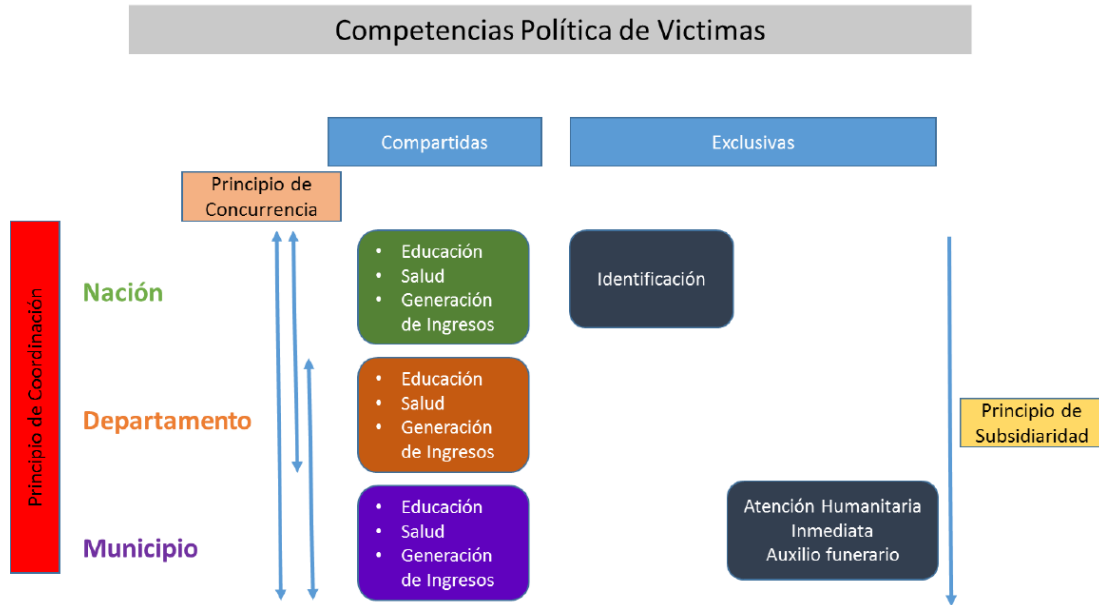 Competencias Política de Victimas
Compartidas
Exclusivas
Principio de
Concurrencia
Principio de Coordinación
Nación
• Educación
• Salud
• Generación
de Ingresos
Identificación
Departamento
• Educación
• Salud
• Generación
de Ingresos
Principio de
Subsidiaridad
Municipio
• Educación
• Salud
• Generación
de Ingresos
Atención Humanitaria
Inmediata
Auxilio funerario